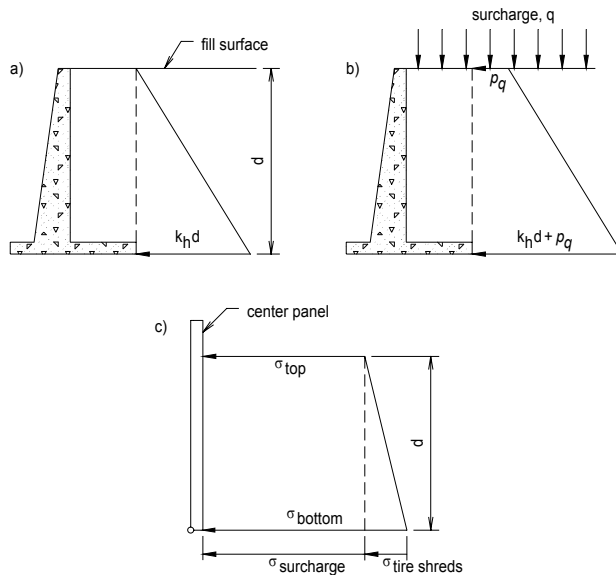 a)
fill surface
d
k_h d
b)
surcharge, q
p_q
k_h d + p_q
c)
center panel
σ_top
d
σ_bottom
σ_surcharge
σ_tire shreds